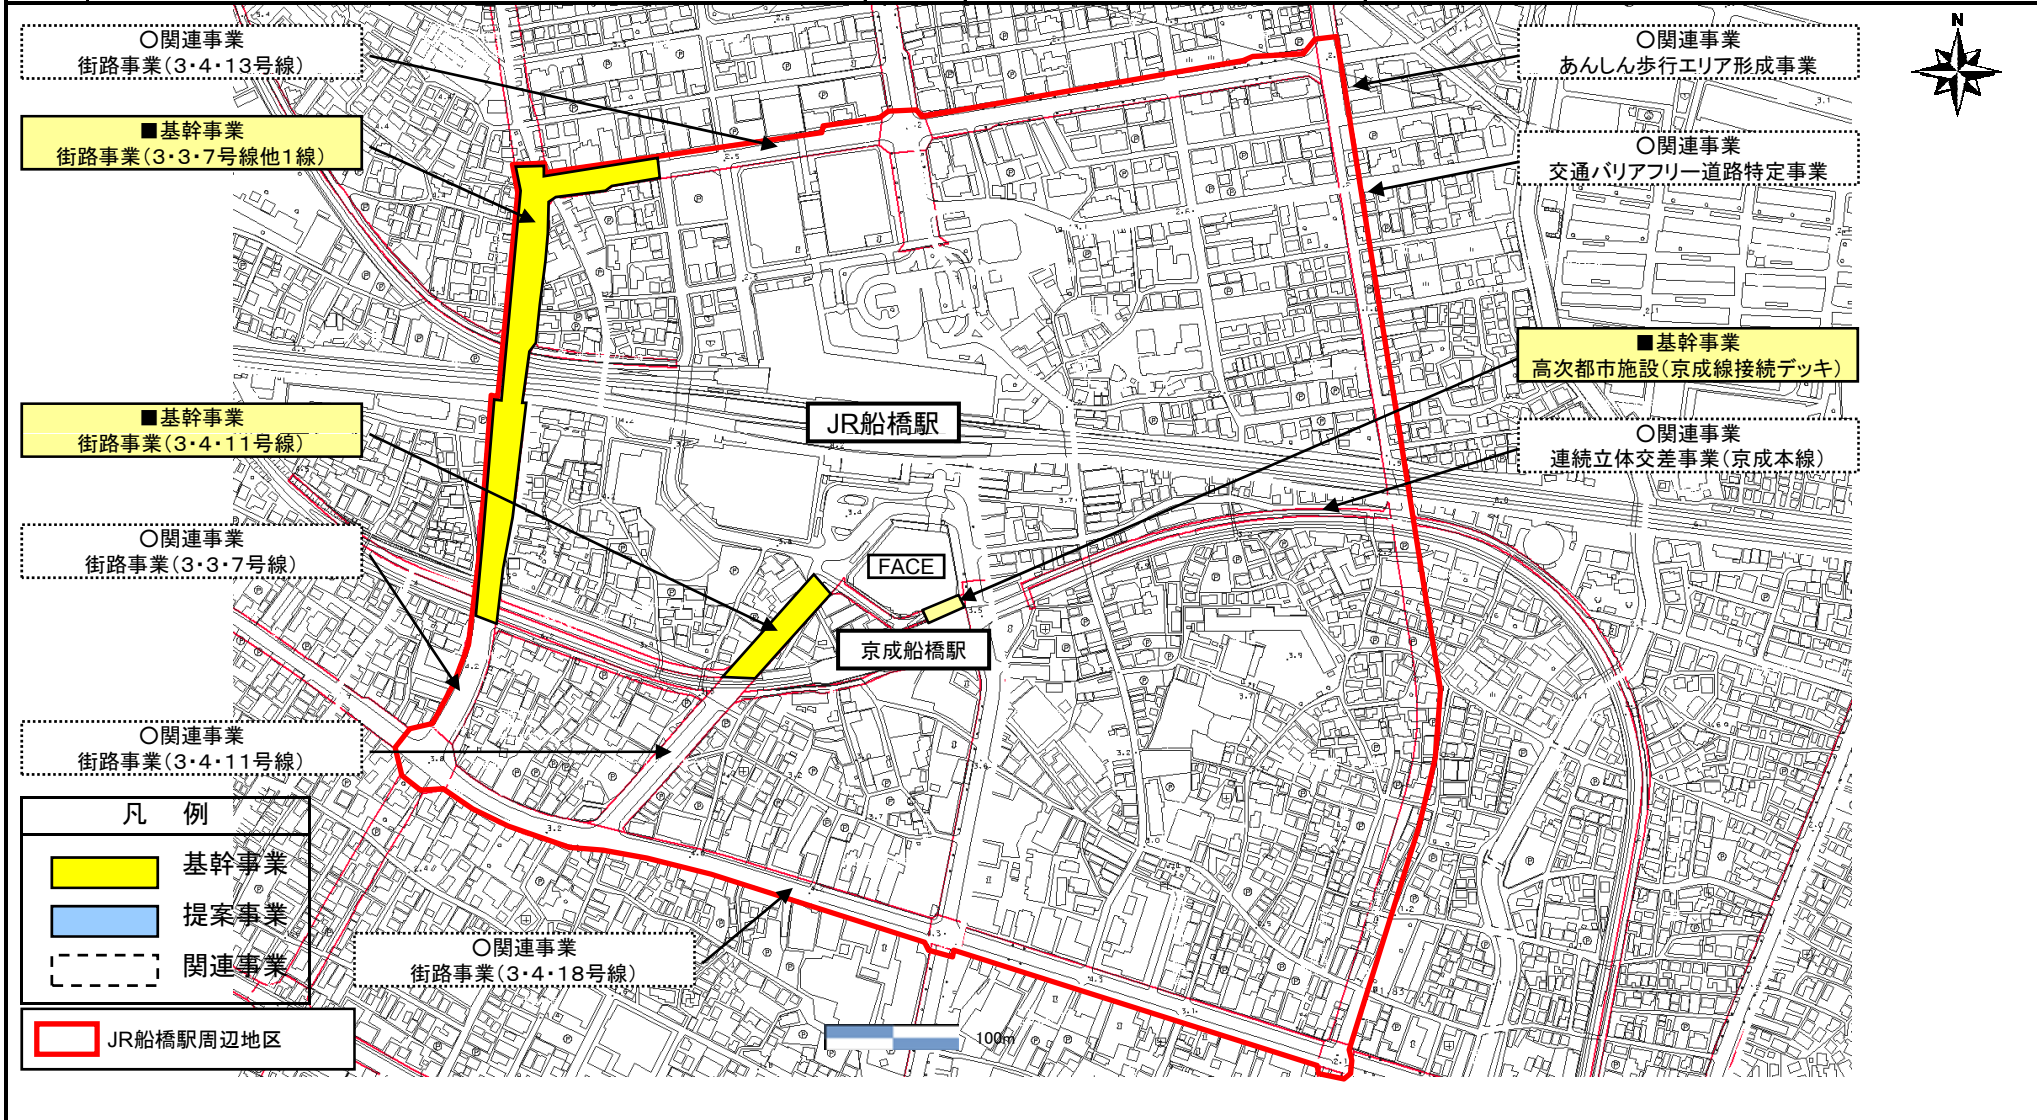 ○関連事業
街路事業(3・4・13号線)
■基幹事業
街路事業(3・3・7号線他1線)
■基幹事業
街路事業(3・4・11号線)
○関連事業
街路事業(3・3・7号線)
○関連事業
街路事業(3・4・11号線)
○関連事業
街路事業(3・4・18号線)
○関連事業
あんしん歩行エリア形成事業
○関連事業
交通バリアフリー道路特定事業
■基幹事業
高次都市施設(京成線接続デッキ)
○関連事業
連続立体交差事業(京成本線)
N
JR船橋駅
FACE
京成船橋駅
凡 例
基幹事業
提案事業
関連事業
JR船橋駅周辺地区
100m